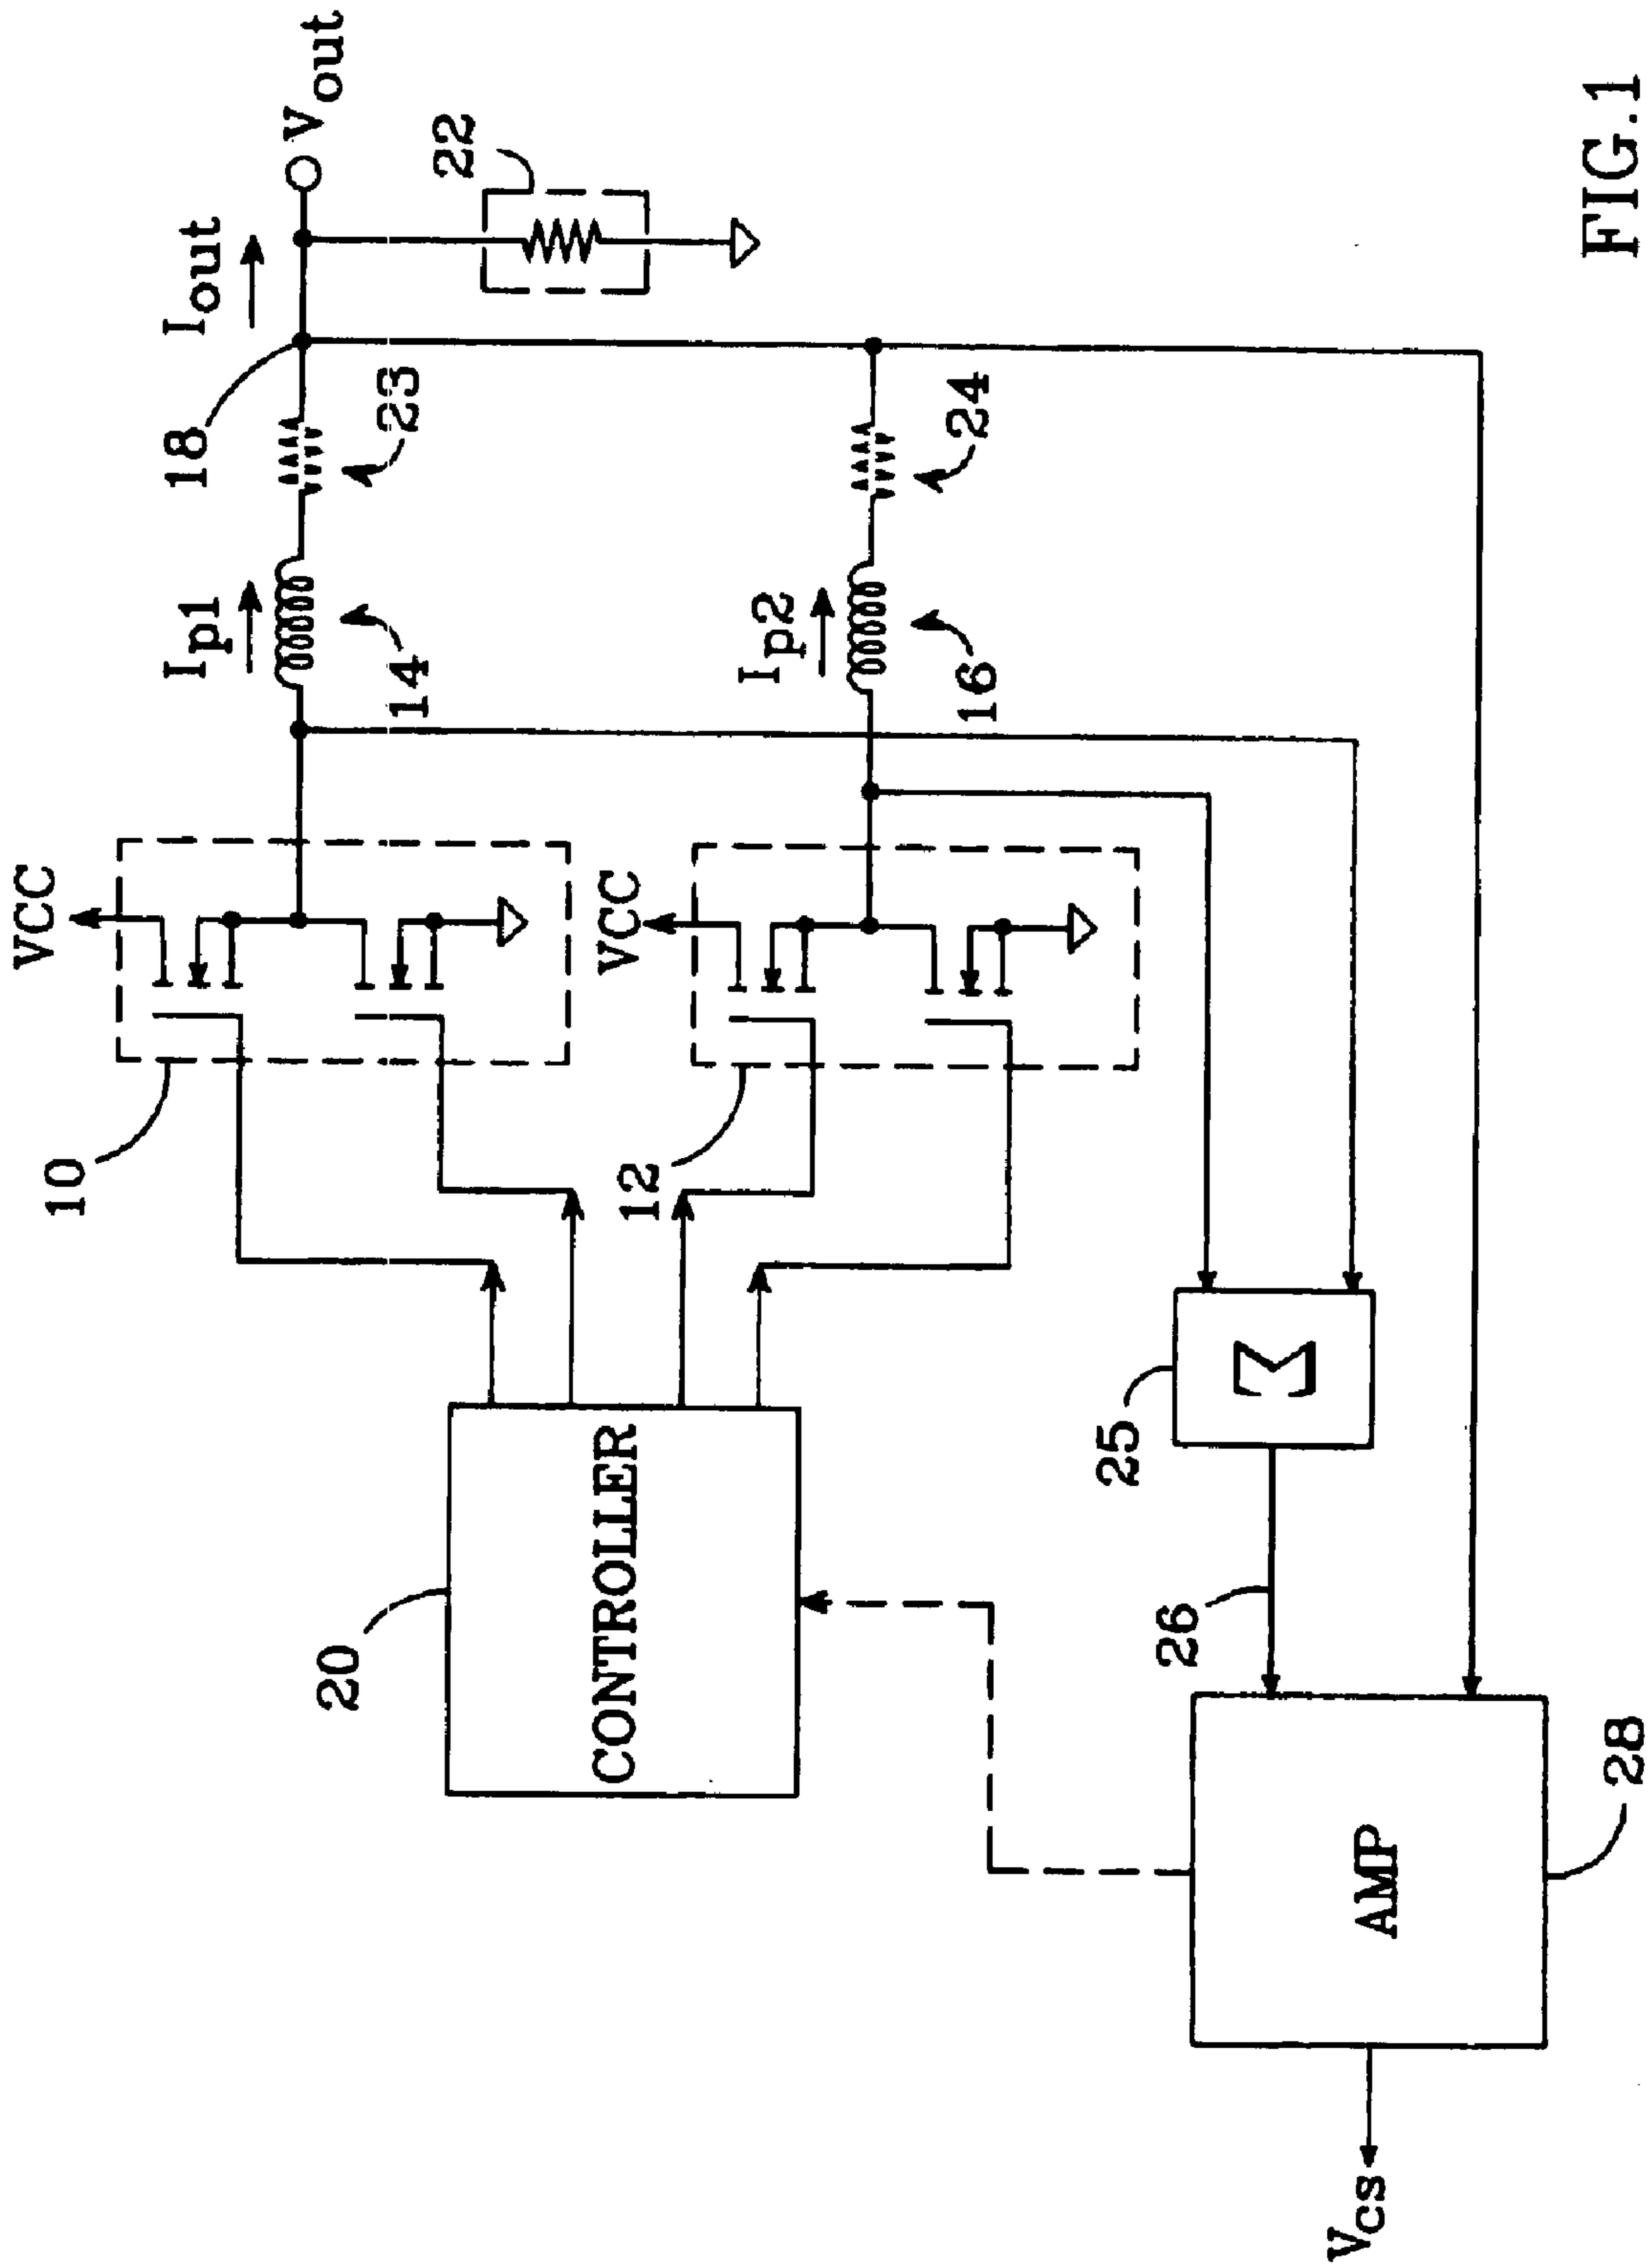 VCC
10
Ip1
14
18
23
Iout
Vout
22
VCC
12
Ip2
16
24
20
CONTROLLER
25
Σ
26
AMP
28
Vcs
FIG.1